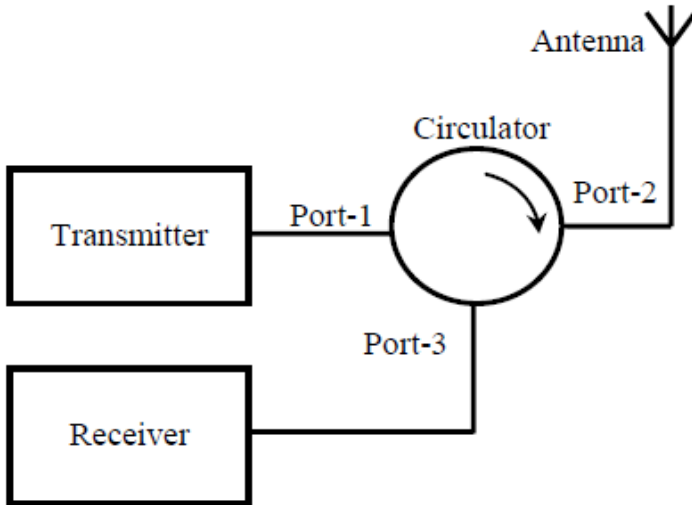 Antenna
Circulator
Port-2
Port-1
Transmitter
Port-3
Receiver